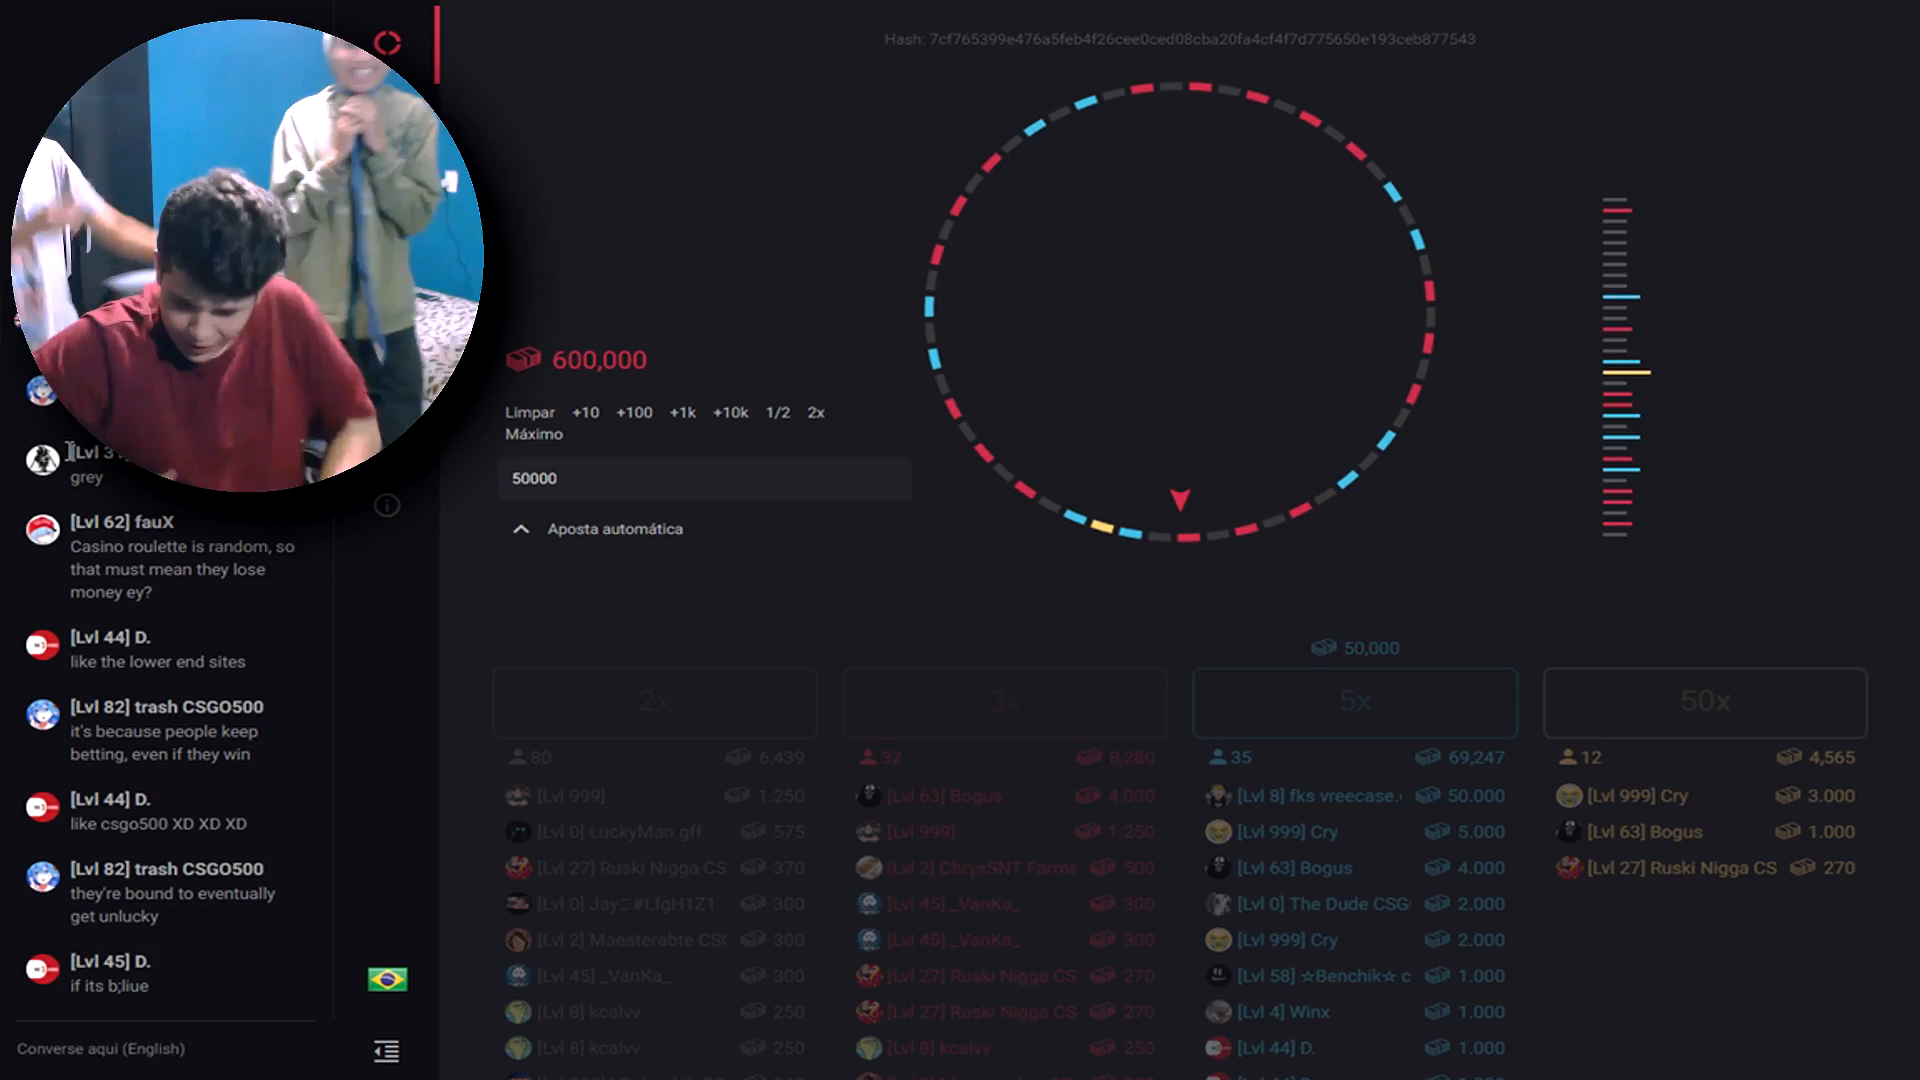 Hash: 7cf765399e476a5feb4f26cee0ced08cba20fa4cf4f7d775650e193ceb877543
600,000
Limpar +10 +100 +1k +10k 1/2 2x
Máximo
50000
Aposta automática
[Lvl 3
grey
[Lvl 62] fauX
Casino roulette is random, so
that must mean they lose
money ey?
[Lvl 44] D.
like the lower end sites
[Lvl 82] trash CSGO500
it's because people keep
betting, even if they win
[Lvl 44] D.
like csgo500 XD XD XD
[Lvl 82] trash CSGO500
they're bound to eventually
get unlucky
[Lvl 45] D.
if its b;liue
Converse aqui (English)
50,000
2x 3x 5x 50x
80 6,439
[Lvl 999] 1.250
[Lvl 0] LuckyMan.gff 575
[Lvl 27] Ruski Nigga CS 370
[Lvl 0] Jay#LfgH1Z1 300
[Lvl 2] Maesterabte CS 300
[Lvl 45] _VanKa_ 300
[Lvl 8] kcalvv 250
[Lvl 8] kcalvv 250
32 8,280
[Lvl 63] Bogus 4.000
[Lvl 999] 1.250
[Lvl 2] ChrysSNT Farms 500
[Lvl 45] _VanKa_ 300
[Lvl 45] _VanKa_ 300
[Lvl 27] Ruski Nigga CS 270
[Lvl 27] Ruski Nigga CS 270
[Lvl 8] kcalvv 250
35 69,247
[Lvl 8] fks vreecase. 50.000
[Lvl 999] Cry 5.000
[Lvl 63] Bogus 4.000
[Lvl 0] The Dude CSG 2.000
[Lvl 999] Cry 2.000
[Lvl 58] ☆Benchik☆ c 1.000
[Lvl 4] Winx 1.000
[Lvl 44] D. 1.000
12 4,565
[Lvl 999] Cry 3.000
[Lvl 63] Bogus 1.000
[Lvl 27] Ruski Nigga CS 270